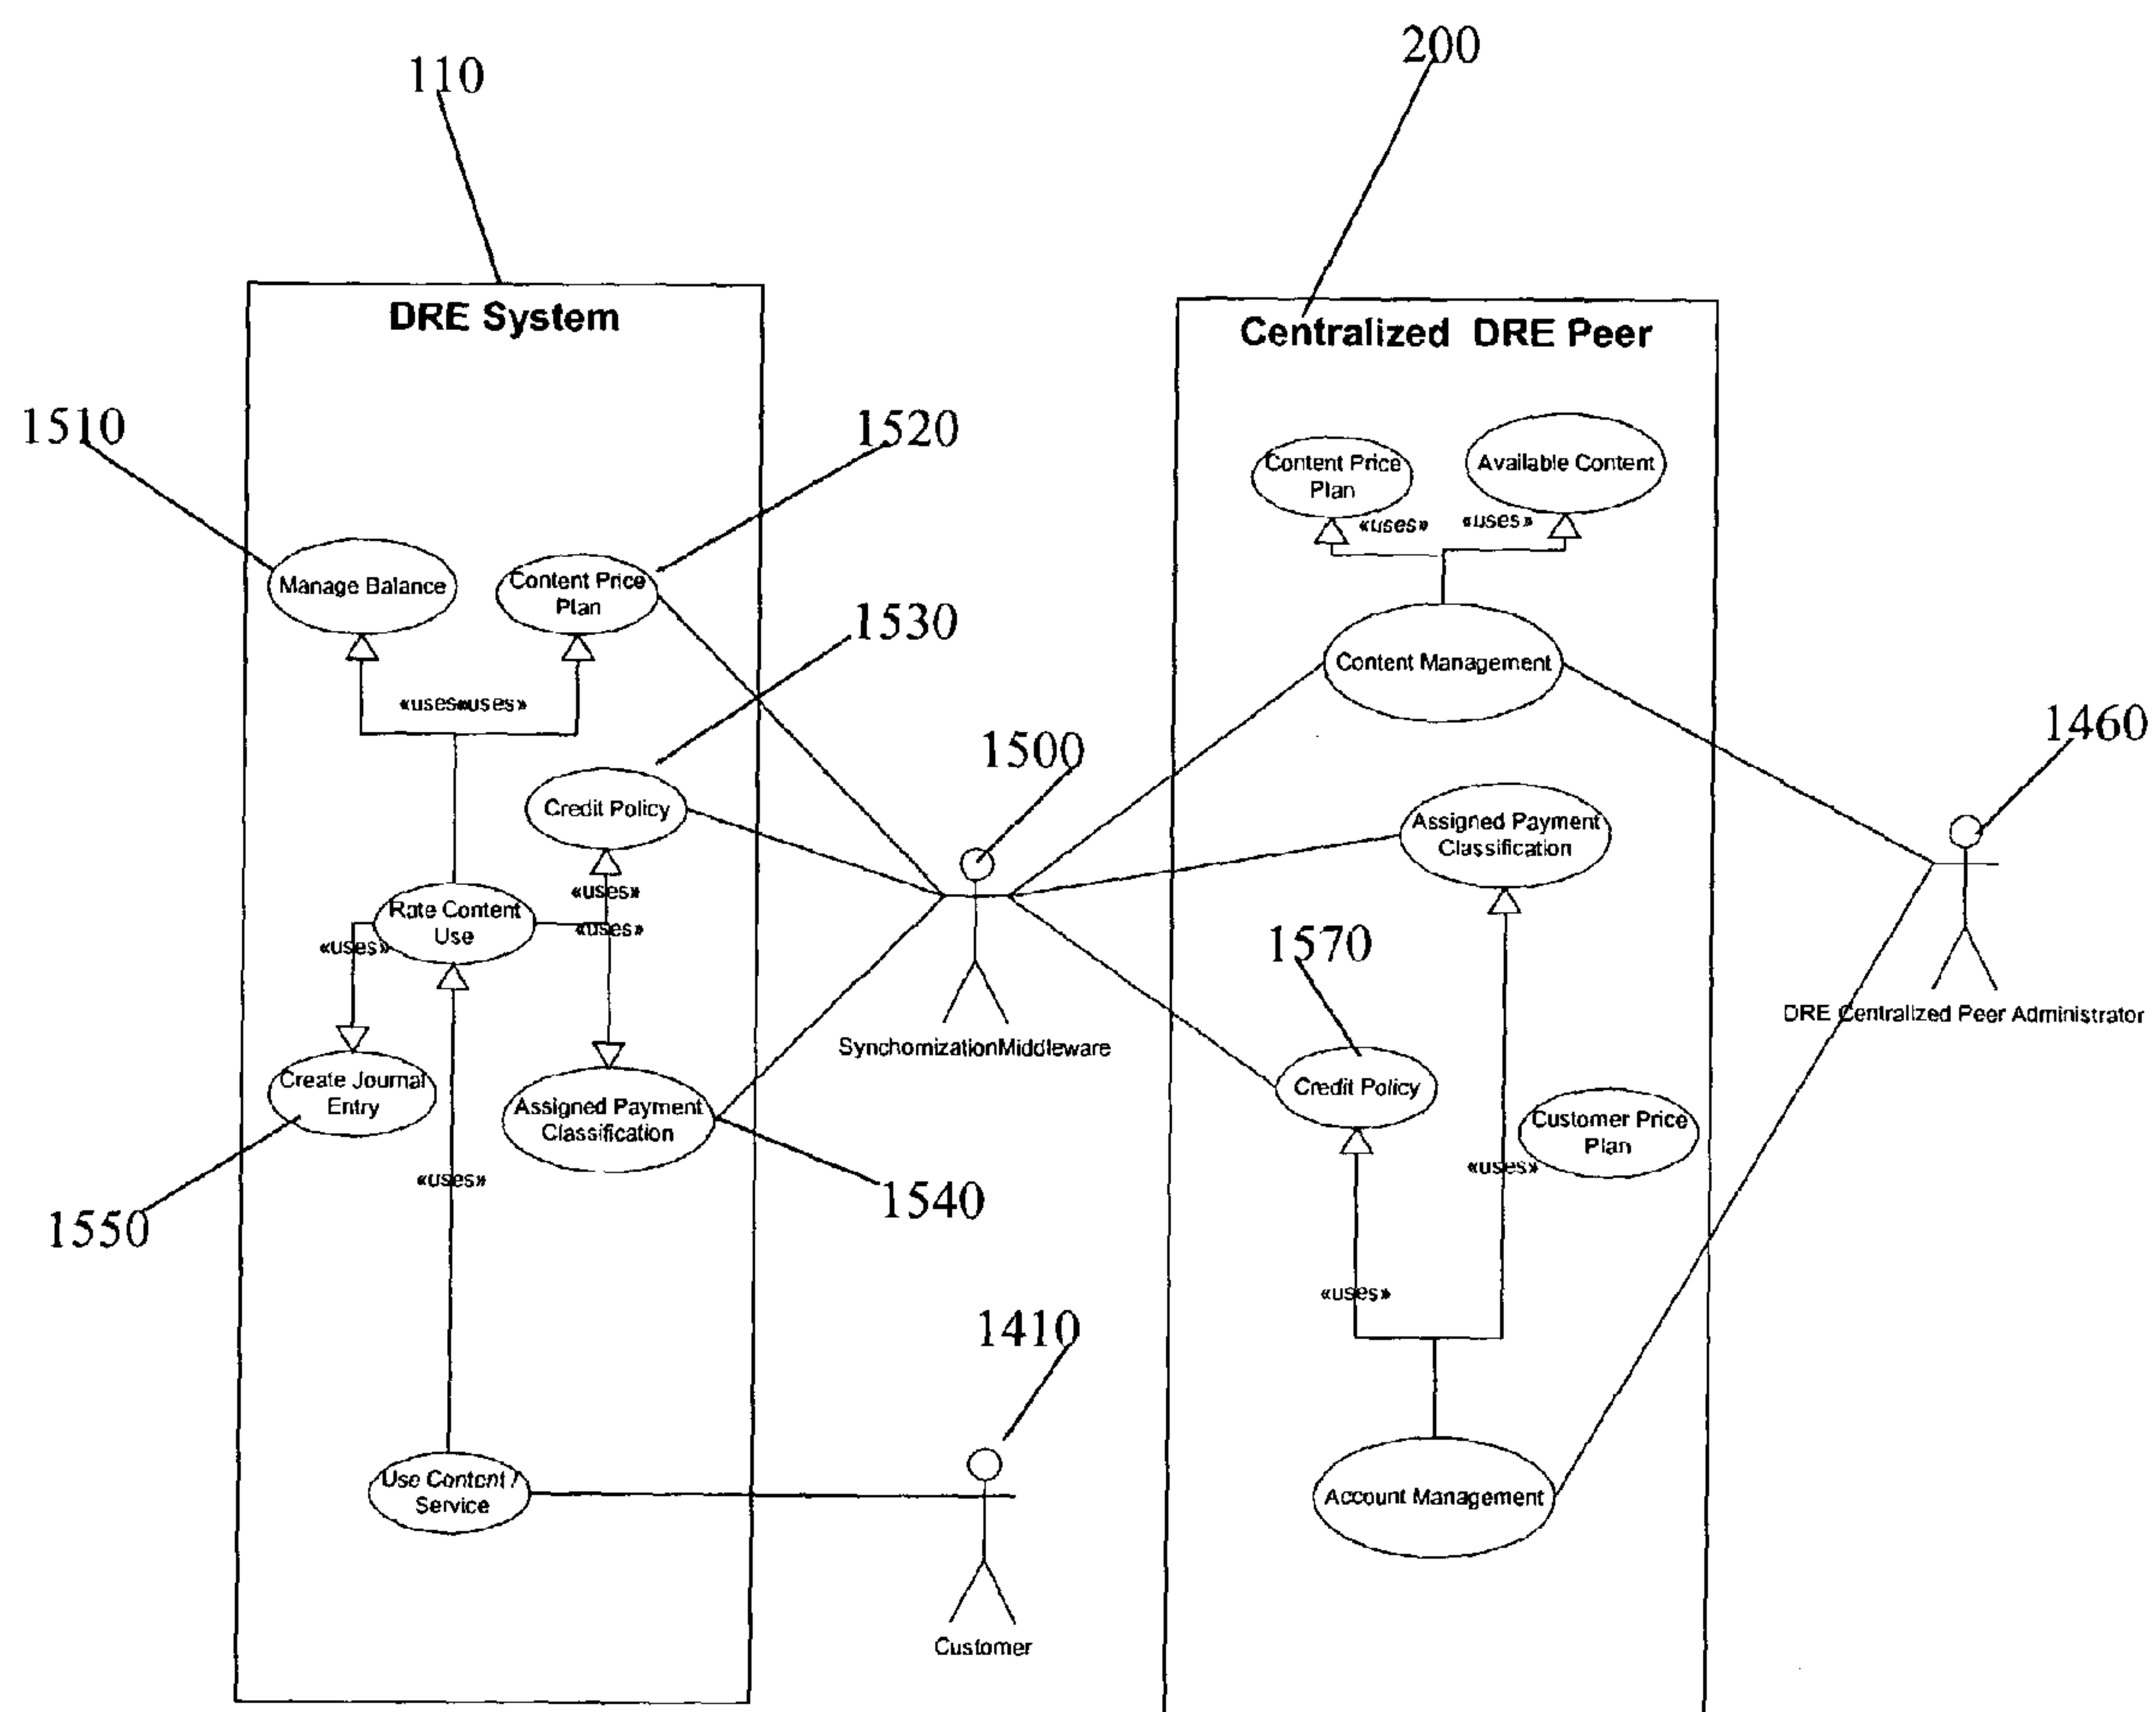 200
110
DRE System
Centralized DRE Peer
1510
1520
Content Price
Plan
Available Content
«uses»
«uses»
Manage Balance
Content Price
Plan
1530
Content Management
«uses«uses»
1460
1500
Credit Policy
Assigned Payment
Classification
«uses»
Rate Content
Use
«uses»
«uses»
1570
DRE Centralized Peer Administrator
SynchornizationMiddleware
Create Journal
Entry
Assigned Payment
Classification
Credit Policy
Customer Price
Plan
«uses»
«uses»
1540
1550
«uses»
1410
Use Content /
Service
Account Management
Customer